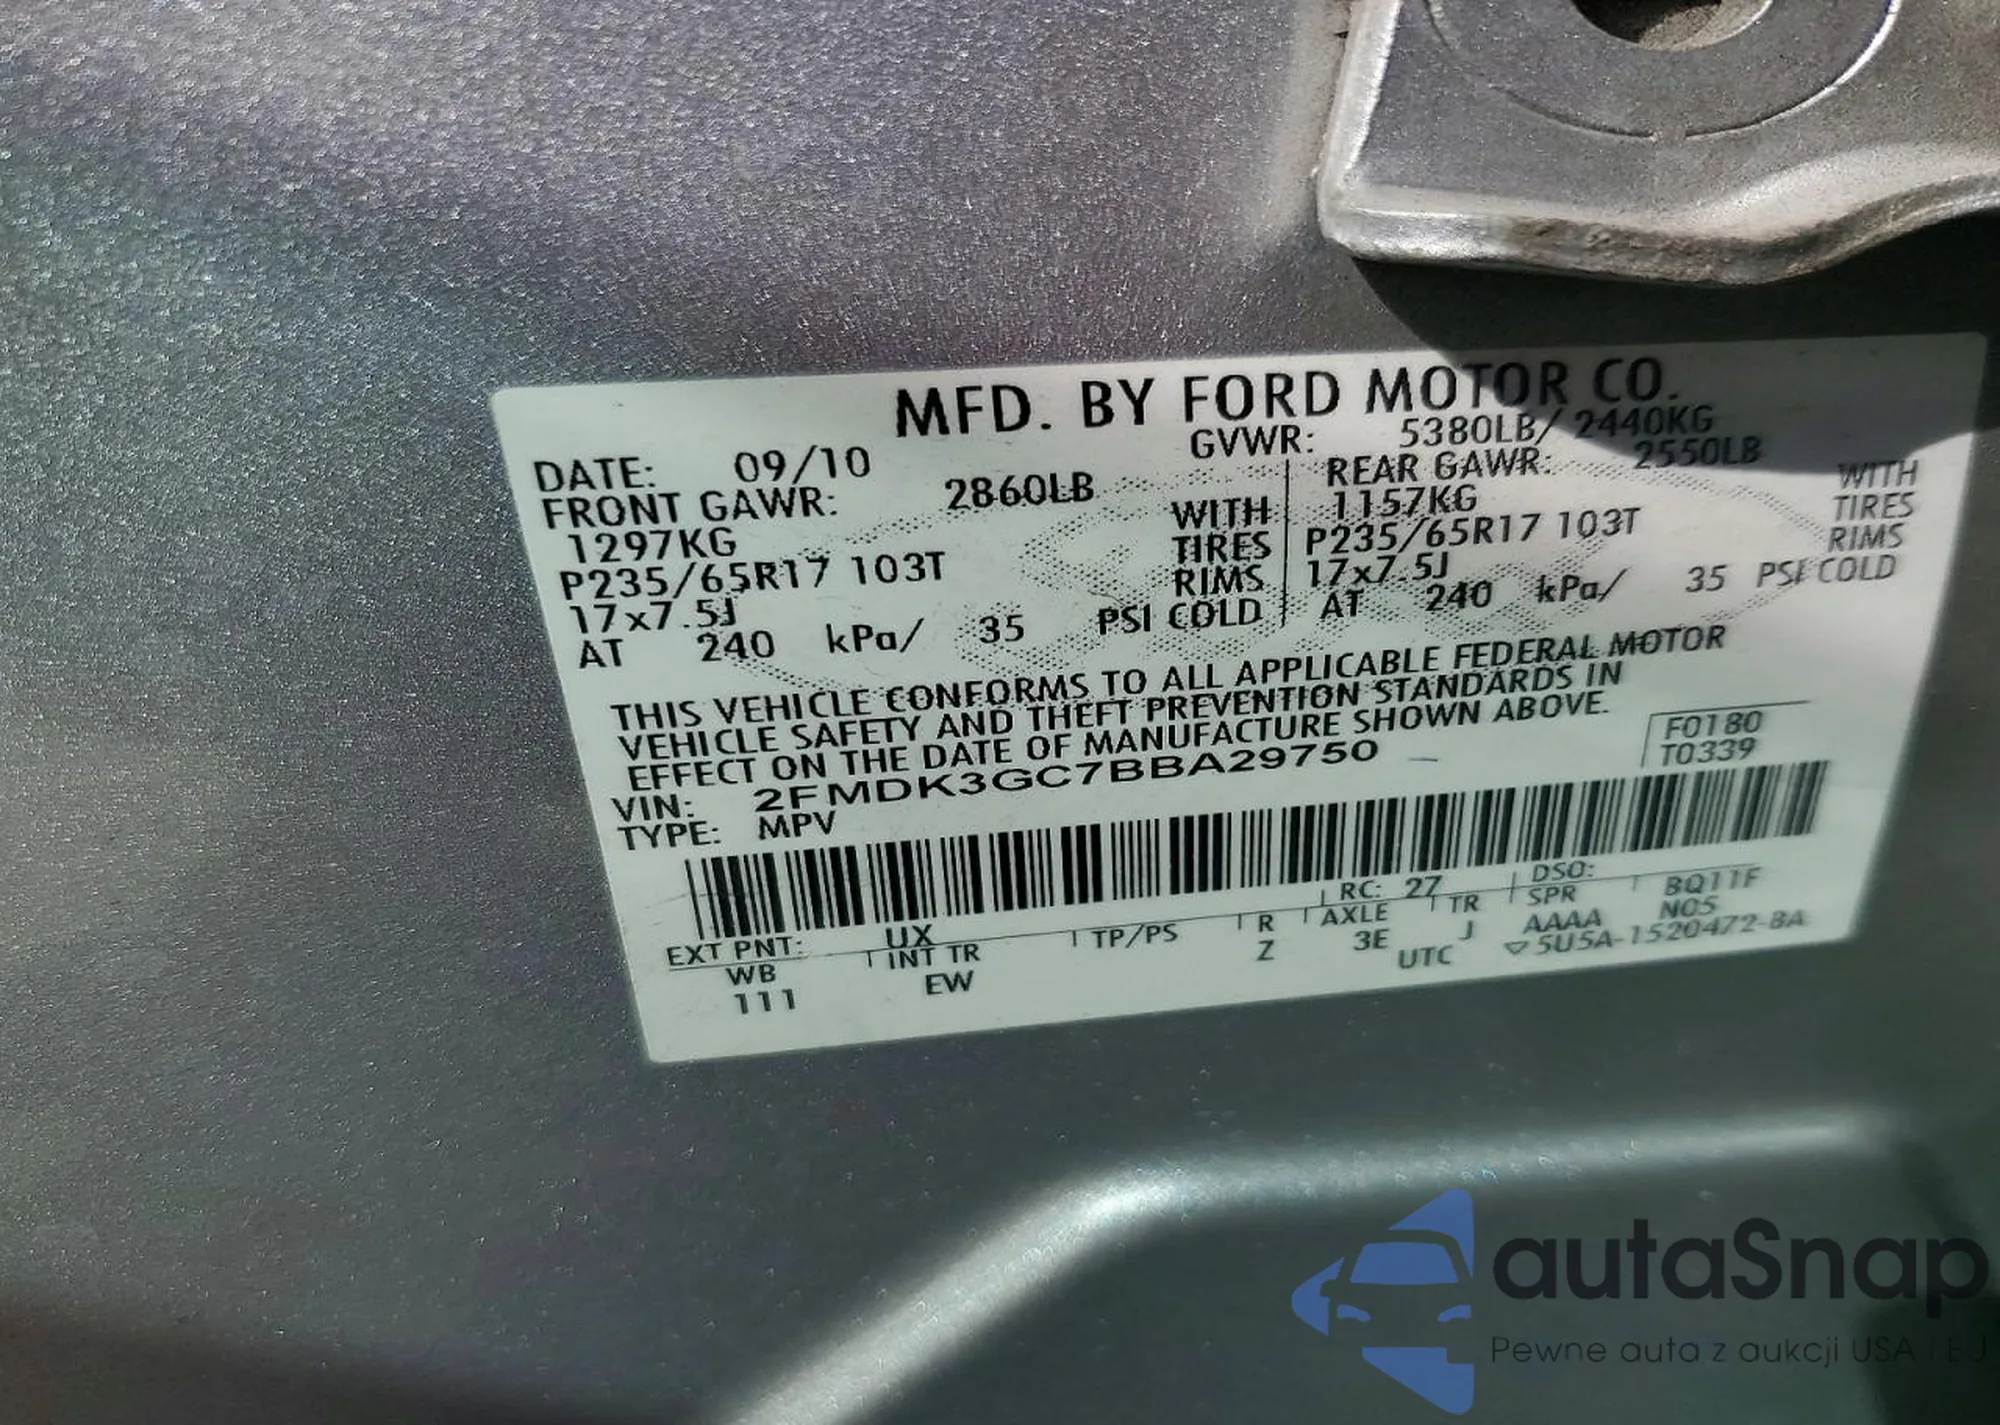 MFD. BY FORD MOTOR CO.
DATE: 09/10 GVWR: 5380LB/ 2440KG
FRONT GAWR: 2860LB REAR GAWR: 2550LB
1297KG WITH 1157KG WITH
P235/65R17 103T TIRES P235/65R17 103T TIRES
17x7.5J RIMS 17x7.5J RIMS
AT 240 kPa/ 35 PSI COLD AT 240 kPa/ 35 PSI COLD
THIS VEHICLE CONFORMS TO ALL APPLICABLE FEDERAL MOTOR
VEHICLE SAFETY AND THEFT PREVENTION STANDARDS IN
EFFECT ON THE DATE OF MANUFACTURE SHOWN ABOVE.
VIN: 2FMDK3GC7BBA29750 F0180
TYPE: MPV T0339
EXT PNT: UX RC: 27 DSO: BQ11F
WB INT TR TP/PS R AXLE TR SPR N05
111 EW Z 3E J AAAA
UTC ▽5U5A-1520472-BA
autaSnap
Pewne auta z aukcji USA i EJ